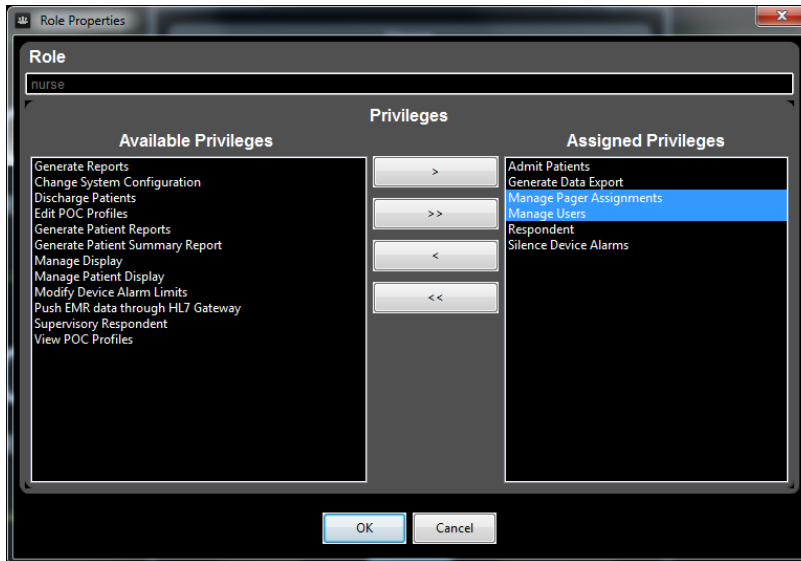 Role Properties
Role
nurse
Privileges
Available Privileges
Assigned Privileges
Generate Reports
Change System Configuration
Discharge Patients
Edit POC Profiles
Generate Patient Reports
Generate Patient Summary Report
Manage Display
Manage Patient Display
Modify Device Alarm Limits
Push EMR data through HL7 Gateway
Supervisory Respondent
View POC Profiles
>
>>
<
<<
Admit Patients
Generate Data Export
Manage Pager Assignments
Manage Users
Respondent
Silence Device Alarms
OK
Cancel